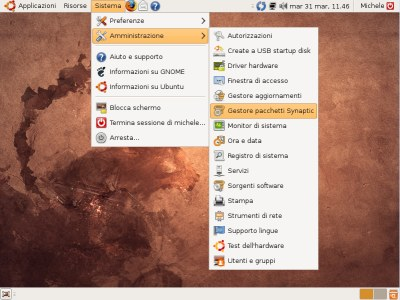 Applicazioni Risorse Sistema mar 31 mar, 11.46 Michele
Preferenze
Amministrazione
Aiuto e supporto
Informazioni su GNOME
Informazioni su Ubuntu
Blocca schermo
Termina sessione di michele...
Arresta...
Autorizzazioni
Create a USB startup disk
Driver hardware
Finestra di accesso
Gestore aggiornamenti
Gestore pacchetti Synaptic
Monitor di sistema
Ora e data
Registro di sistema
Servizi
Sorgenti software
Stampa
Strumenti di rete
Supporto lingue
Test dell'hardware
Utenti e gruppi